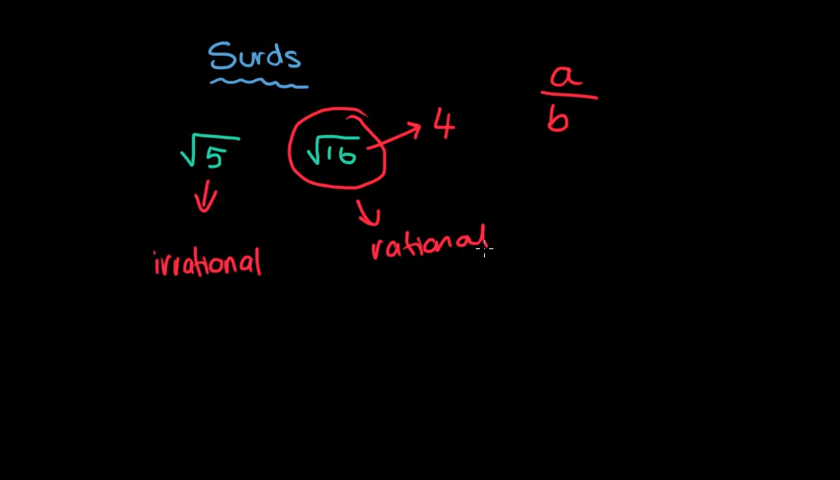 Surds
a
b
√5 √16 → 4
irrational
rational